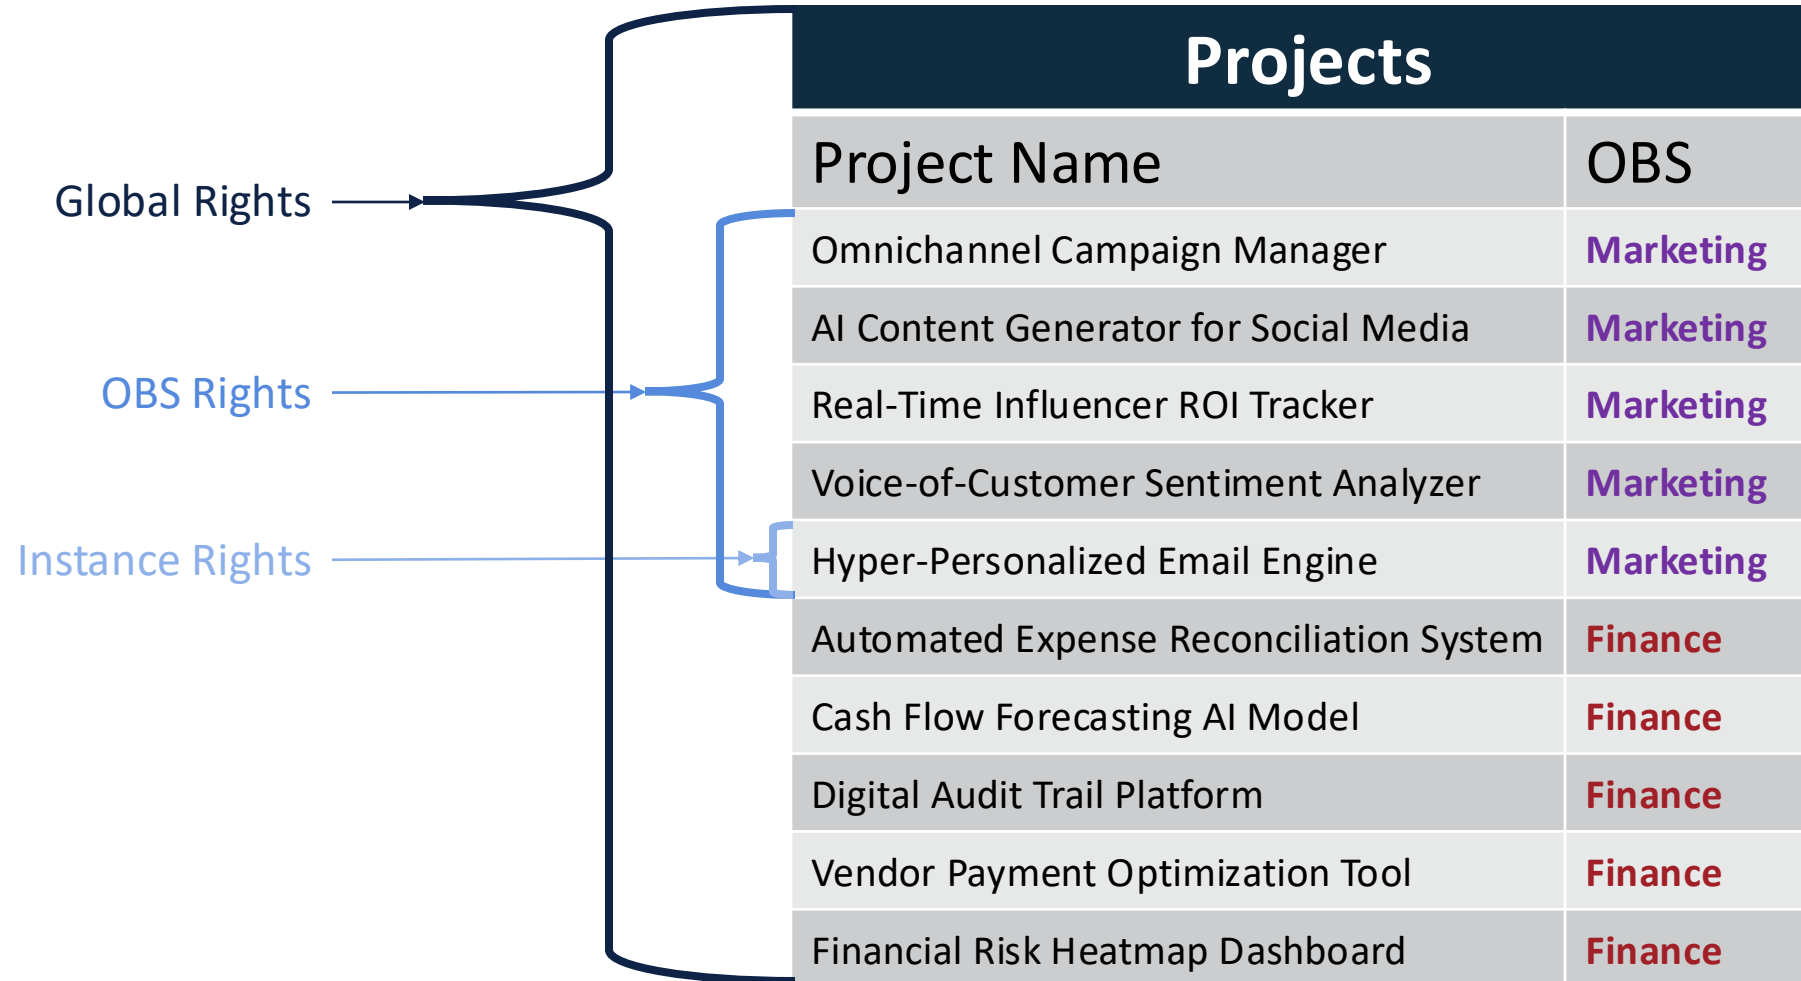 Projects
Project Name OBS
Global Rights
Omnichannel Campaign Manager Marketing
AI Content Generator for Social Media Marketing
OBS Rights
Real-Time Influencer ROI Tracker Marketing
Voice-of-Customer Sentiment Analyzer Marketing
Instance Rights
Hyper-Personalized Email Engine Marketing
Automated Expense Reconciliation System Finance
Cash Flow Forecasting AI Model Finance
Digital Audit Trail Platform Finance
Vendor Payment Optimization Tool Finance
Financial Risk Heatmap Dashboard Finance